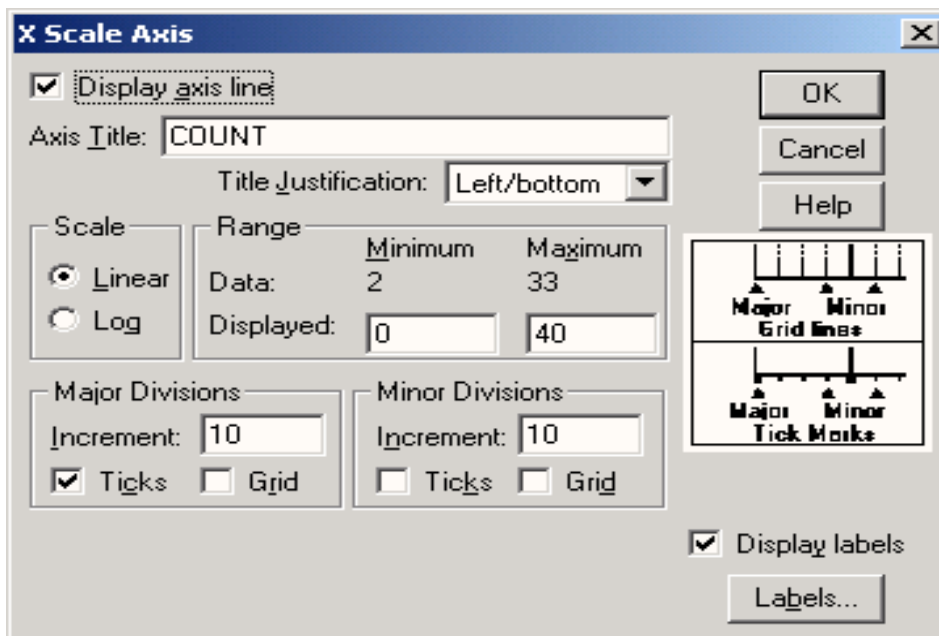 X Scale Axis
Display axis line
Axis Title: COUNT
Title Justification: Left/bottom
OK
Cancel
Help
Scale
Linear
Log
Range
Minimum Maximum
Data: 2 33
Displayed: 0 40
Major Minor
Grid lines
Major Minor
Tick Marks
Major Divisions
Increment: 10
Ticks Grid
Minor Divisions
Increment: 10
Ticks Grid
Display labels
Labels...